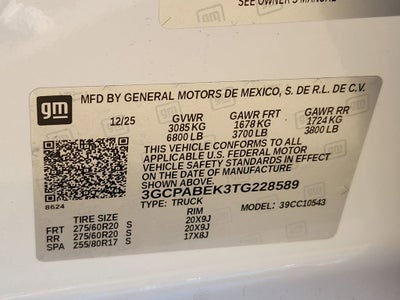 OWNER'S MANUAL
gm
MFD BY GENERAL MOTORS DE MEXICO, S. DE R.L. DE C.V.
12/25 GVWR GAWR FRT GAWR RR
3085 KG 1678 KG 1724 KG
6800 LB 3700 LB 3800 LB
THIS VEHICLE CONFORMS TO ALL
APPLICABLE U.S. FEDERAL MOTOR
VEHICLE SAFETY STANDARDS IN EFFECT ON
THE DATE OF MANUFACTURE SHOWN ABOVE.
3GCPABEK3TG228589
TYPE: TRUCK MODEL: 39CC10543
8624
TIRE SIZE RIM
FRT 275/60R20 S 20X9J
RR 275/60R20 S 20X9J
SPA 255/80R17 S 17X8J